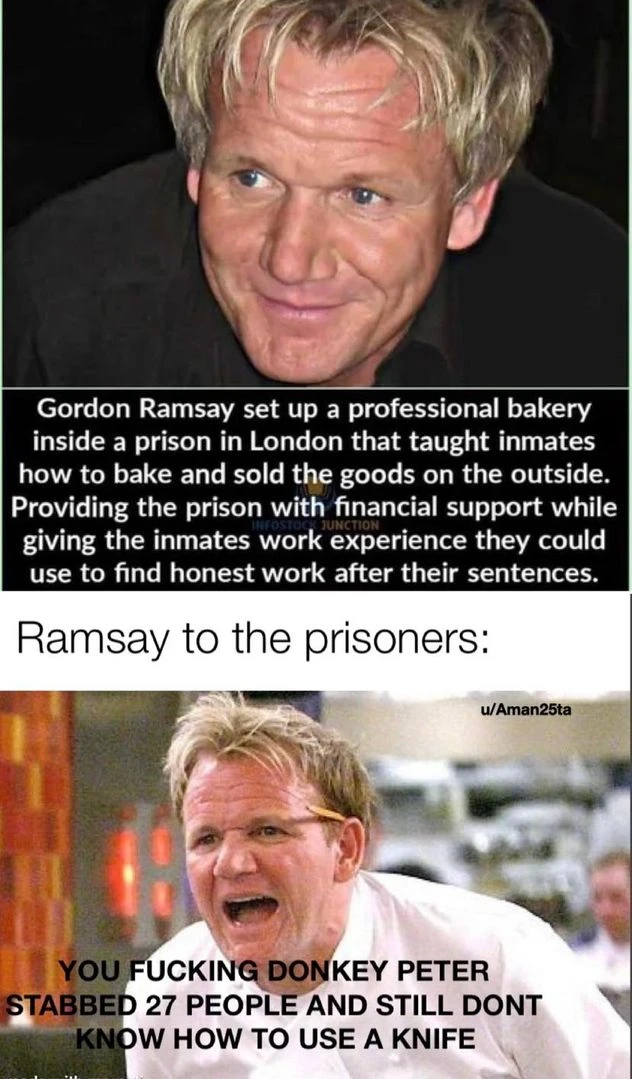 Gordon Ramsay set up a professional bakery
inside a prison in London that taught inmates
how to bake and sold the goods on the outside.
Providing the prison with financial support while
INFOSTOCK JUNCTION
giving the inmates work experience they could
use to find honest work after their sentences.
Ramsay to the prisoners:
u/Aman25ta
YOU FUCKING DONKEY PETER
STABBED 27 PEOPLE AND STILL DONT
KNOW HOW TO USE A KNIFE